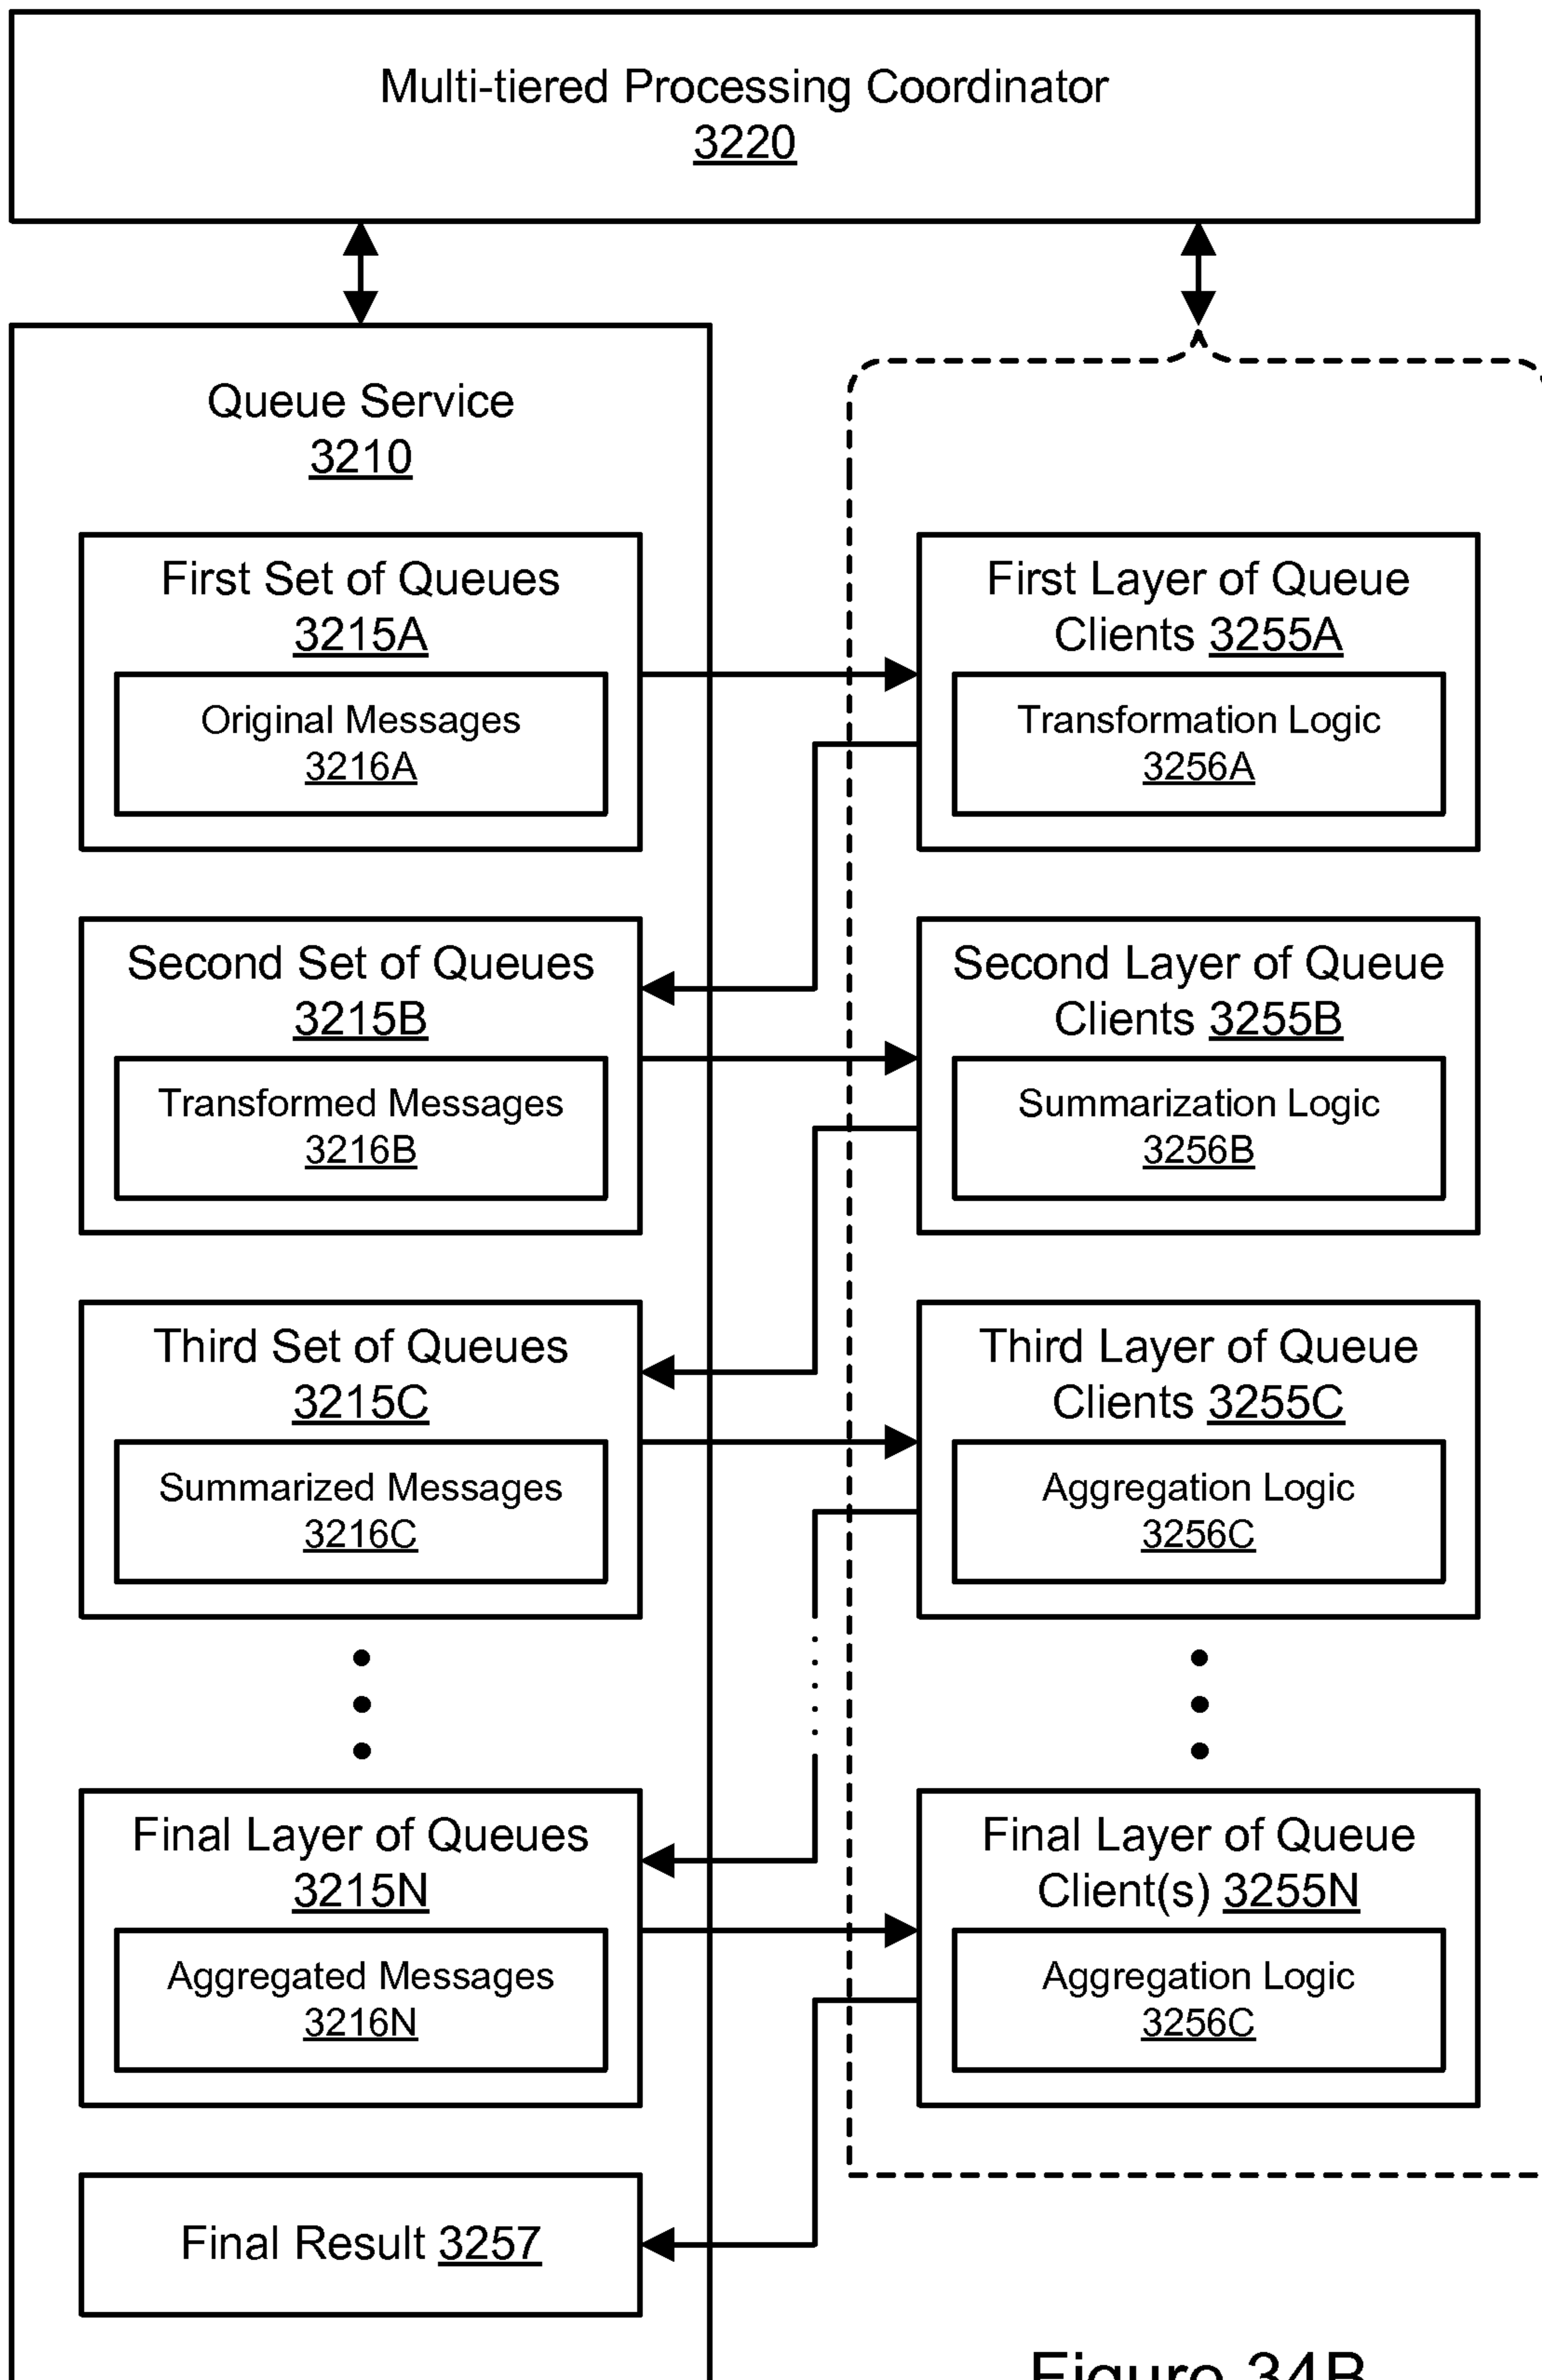 Multi-tiered Processing Coordinator
3220
Queue Service
3210
First Set of Queues
3215A
Original Messages
3216A
First Layer of Queue
Clients 3255A
Transformation Logic
3256A
Second Set of Queues
3215B
Transformed Messages
3216B
Second Layer of Queue
Clients 3255B
Summarization Logic
3256B
Third Set of Queues
3215C
Summarized Messages
3216C
Third Layer of Queue
Clients 3255C
Aggregation Logic
3256C
Final Layer of Queues
3215N
Aggregated Messages
3216N
Final Layer of Queue
Client(s) 3255N
Aggregation Logic
3256C
Final Result 3257
Figure 34B